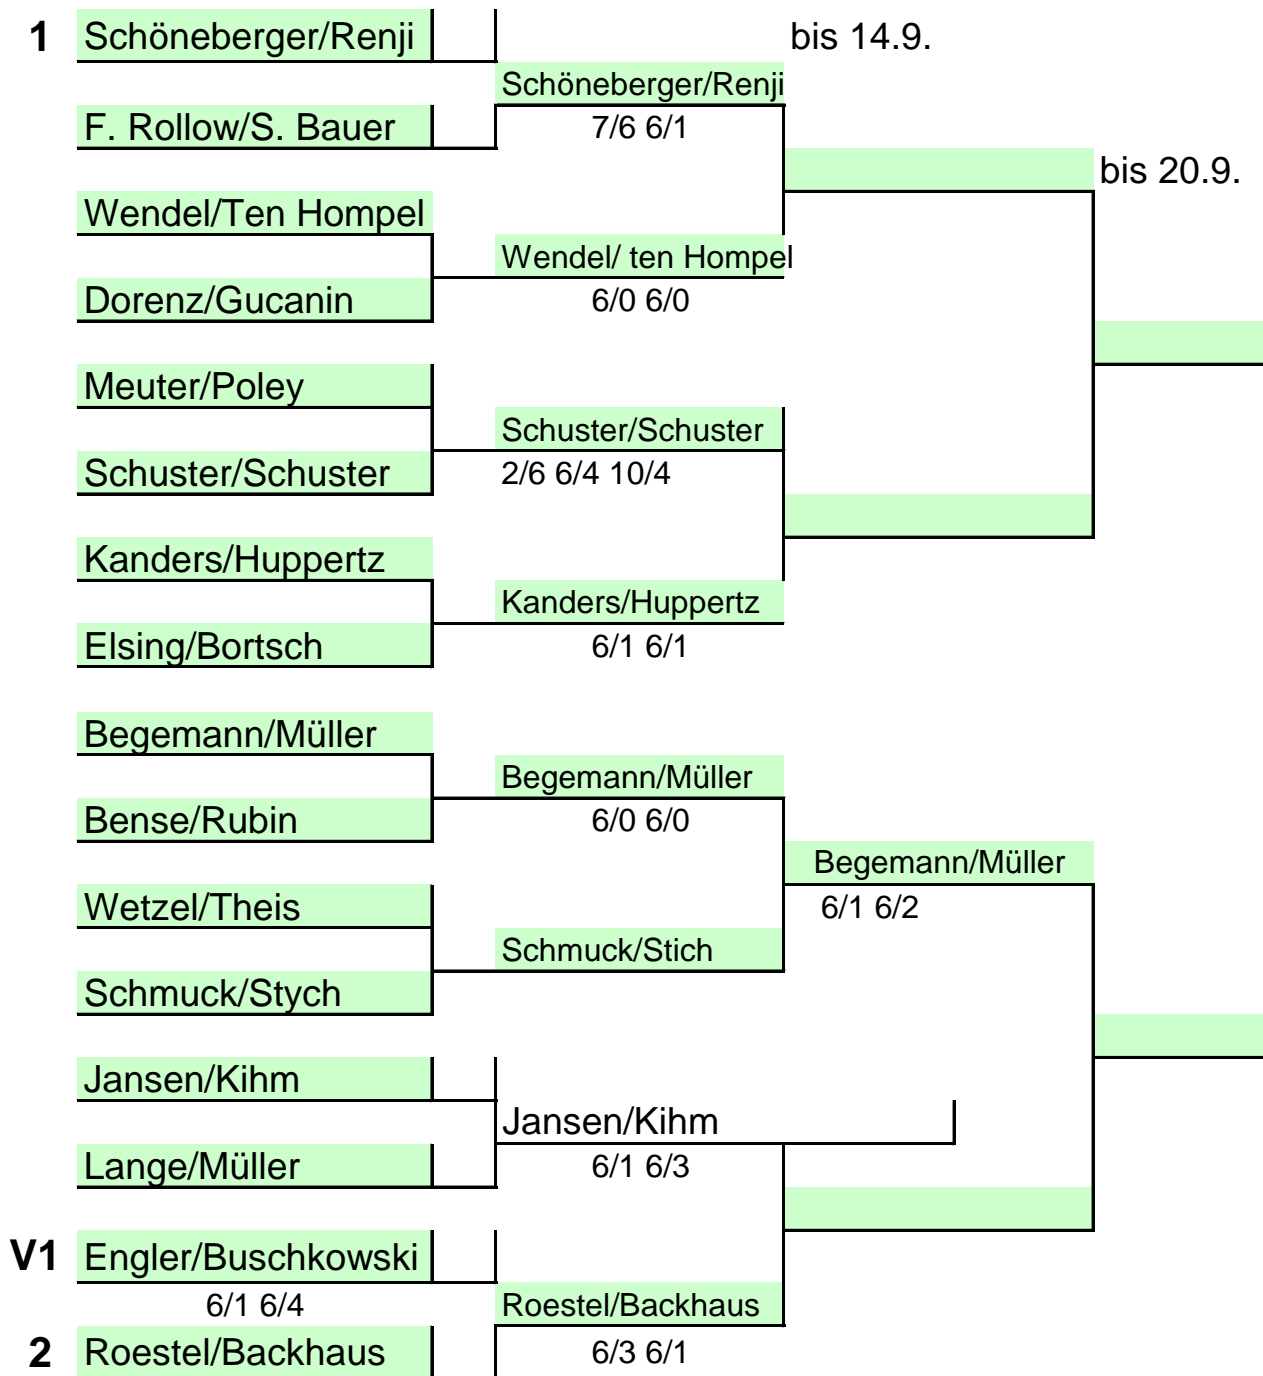 1 Schöneberger/Renji
bis 14.9.
Schöneberger/Renji
F. Rollow/S. Bauer
7/6 6/1
bis 20.9.
Wendel/Ten Hompel
Wendel/ ten Hompel
Dorenz/Gucanin
6/0 6/0
Meuter/Poley
Schuster/Schuster
Schuster/Schuster
2/6 6/4 10/4
Kanders/Huppertz
Kanders/Huppertz
Elsing/Bortsch
6/1 6/1
Begemann/Müller
Begemann/Müller
Bense/Rubin
6/0 6/0
Begemann/Müller
Wetzel/Theis
6/1 6/2
Schmuck/Stich
Schmuck/Stych
Jansen/Kihm
Jansen/Kihm
Lange/Müller
6/1 6/3
V1 Engler/Buschkowski
6/1 6/4
Roestel/Backhaus
2 Roestel/Backhaus
6/3 6/1